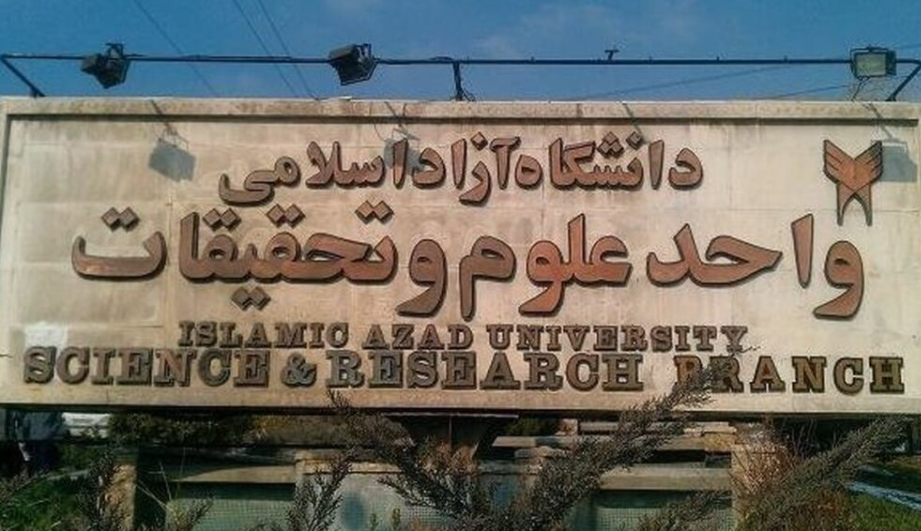 دانشگاه آزاد اسلامی
واحد علوم و تحقیقات
ISLAMIC AZAD UNIVERSITY
SCIENCE & RESEARCH BRANCH